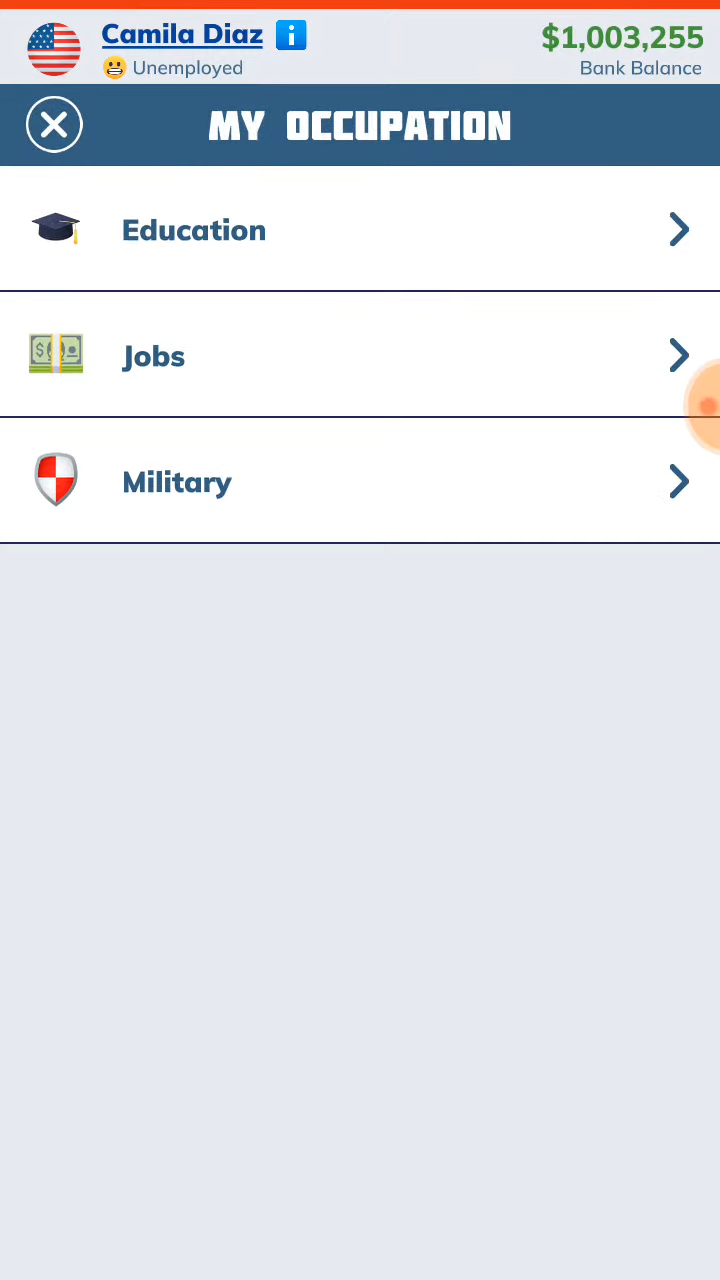 Camila Diaz i
Unemployed
$1,003,255
Bank Balance
MY OCCUPATION
Education
Jobs
Military